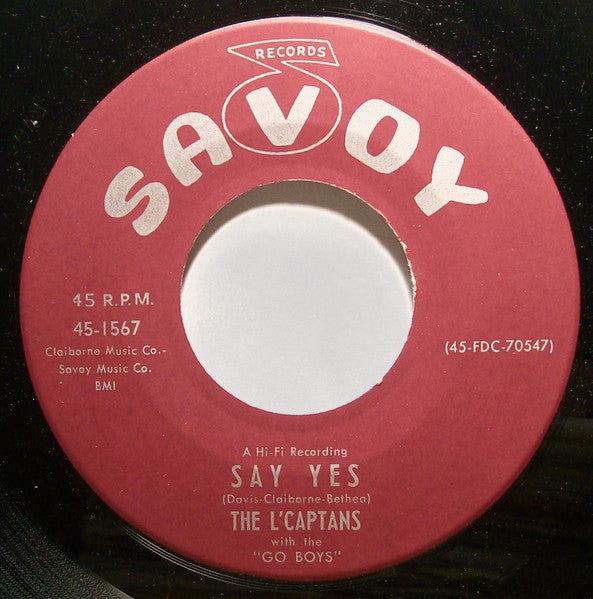 RECORDS
SAVOY
45 R.P.M.
45-1567
Claiborne Music Co.-
Savoy Music Co.
BMI
(45-FDC-70547)
A Hi-Fi Recording
SAY YES
(Davis-Claiborne-Bethea)
THE L'CAPTANS
with the
"GO BOYS"